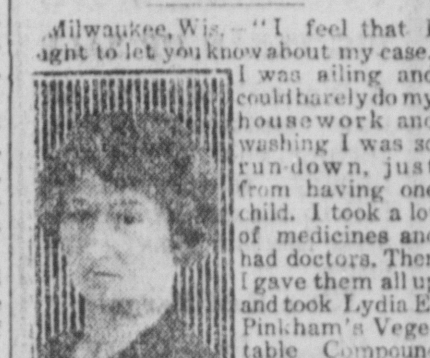 Milwaukee, Wis. — "I feel that I
ught to let you know about my case.
I was ailing and
could barely do my
housework and
washing I was so
run-down, just
from having one
child. I took a lo
of medicines and
had doctors. Then
I gave them all up
and took Lydia E.
Pinkham's Vege
table Compound